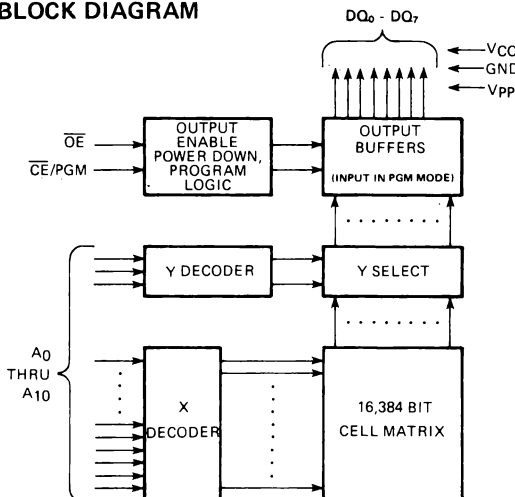 BLOCK DIAGRAM
DQ₀ - DQ₇
VCC
GND
VPP
OE
CE/PGM
OUTPUT
ENABLE
POWER DOWN,
PROGRAM
LOGIC
OUTPUT
BUFFERS
(INPUT IN PGM MODE)
Y DECODER
Y SELECT
A0
THRU
A10
X
DECODER
16,384 BIT
CELL MATRIX